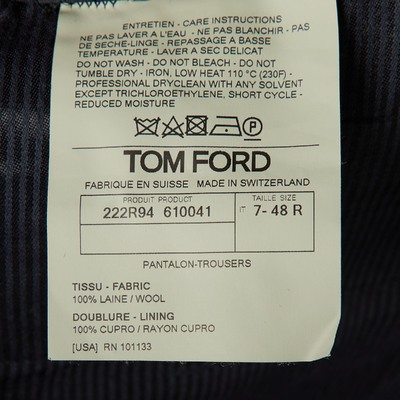 ENTRETIEN - CARE INSTRUCTIONS
NE PAS LAVER A L'EAU - NE PAS BLANCHIR - PAS
DE SECHE-LINGE - REPASSAGE A BASSE
TEMPERATURE - LAVERY A SEC DELICAT
DO NOT WASH - DO NOT BLEACH - DO NOT
TUMBLE DRY - IRON, LOW HEAT 110 °C (230F) -
PROFESSIONAL DRYCLEAN WITH ANY SOLVENT
EXCEPT TRICHLOROETHYLENE, SHORT CYCLE -
REDUCED MOISTURE
P
TOM FORD
FABRIQUE EN SUISSE MADE IN SWITZERLAND
PRODUIT PRODUCT TAILLE SIZE
222R94 610041 IT 7- 48 R
PANTALON-TROUSERS
TISSU - FABRIC
100% LAINE / WOOL
DOUBLURE - LINING
100% CUPRO / RAYON CUPRO
[USA] RN 101133